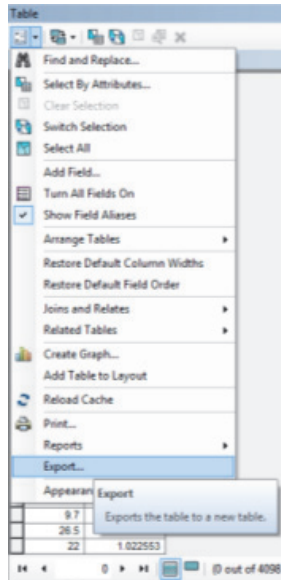 Table
Find and Replace...
Select By Attributes...
Clear Selection
Switch Selection
Select All
Add Field...
Turn All Fields On
Show Field Aliases
Arrange Tables
Restore Default Column Widths
Restore Default Field Order
Joins and Relates
Related Tables
Create Graph...
Add Table to Layout
Reload Cache
Print...
Reports
Export...
Appearan
Export
Exports the table to a new table.
9.7
26.5
22 1.022553
0
(0 out of 4098